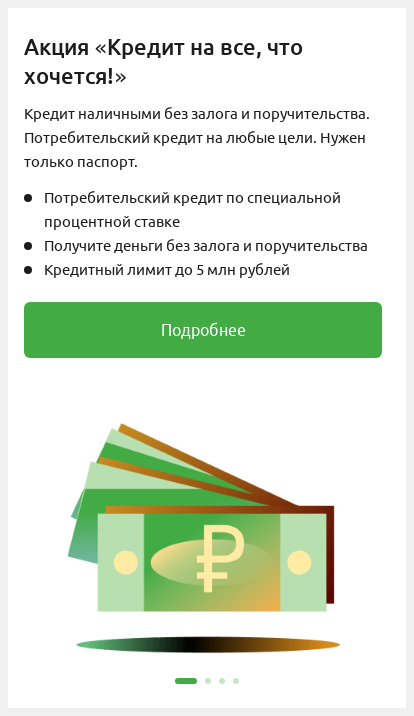 Акция «Кредит на все, что
хочется!»
Кредит наличными без залога и поручительства.
Потребительский кредит на любые цели. Нужен
только паспорт.
Потребительский кредит по специальной
процентной ставке
Получите деньги без залога и поручительства
Кредитный лимит до 5 млн рублей
Подробнее
₽